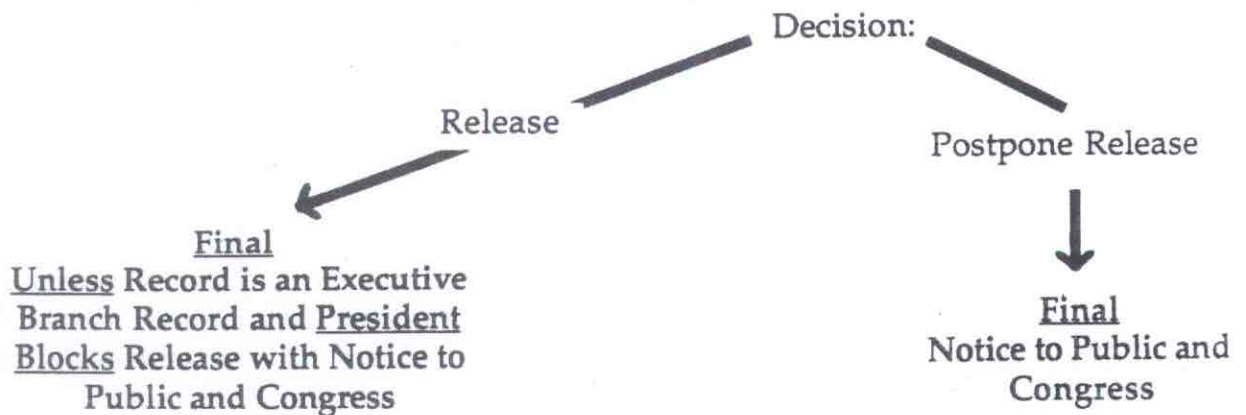 Decision:
Release
Postpone Release
Final
Unless Record is an Executive
Branch Record and President
Blocks Release with Notice to
Public and Congress
Final
Notice to Public and
Congress